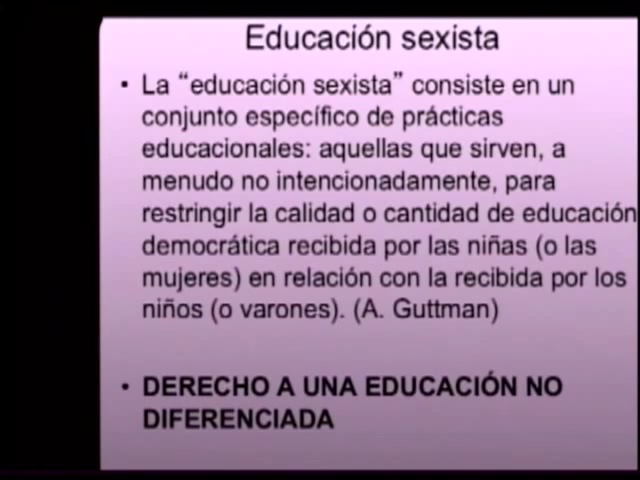 Educación sexista
• La “educación sexista” consiste en un
conjunto específico de prácticas
educacionales: aquellas que sirven, a
menudo no intencionadamente, para
restringir la calidad o cantidad de educación
democrática recibida por las niñas (o las
mujeres) en relación con la recibida por los
niños (o varones). (A. Guttman)
• DERECHO A UNA EDUCACIÓN NO
DIFERENCIADA